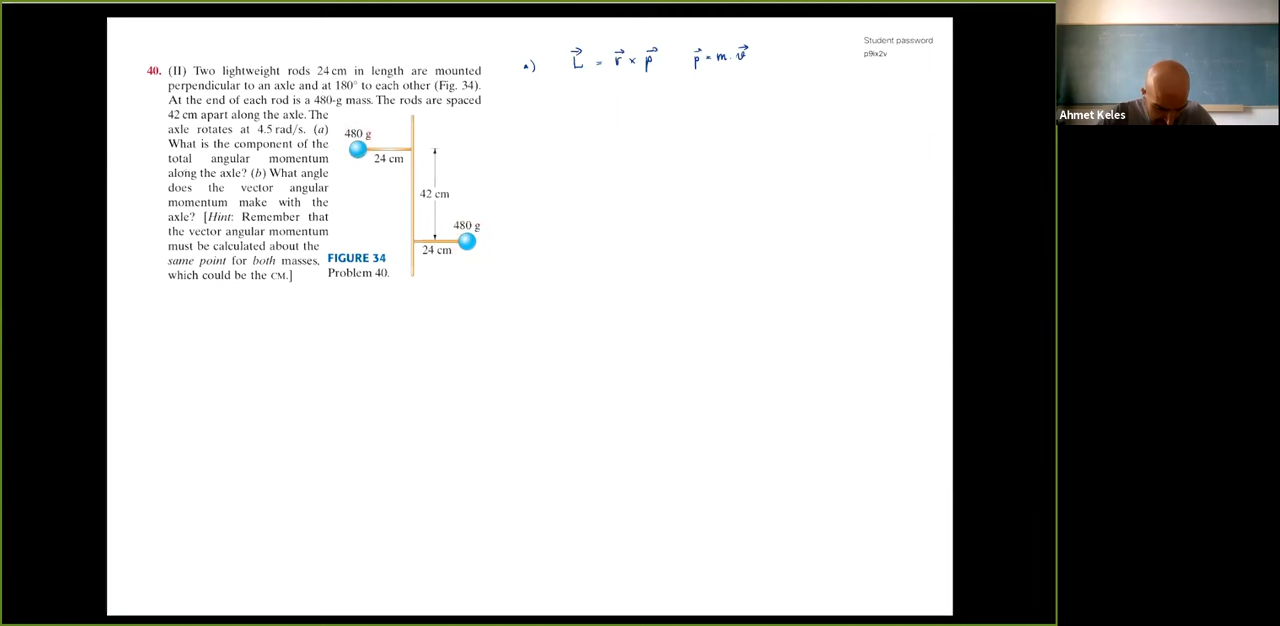 Student password
p9ix2v
a) L⃗ = r⃗ × p⃗ p⃗ = m. v⃗
40. (II) Two lightweight rods 24 cm in length are mounted
perpendicular to an axle and at 180° to each other (Fig. 34).
At the end of each rod is a 480-g mass. The rods are spaced
42 cm apart along the axle. The
axle rotates at 4.5 rad/s. (a)
What is the component of the
total angular momentum
along the axle? (b) What angle
does the vector angular
momentum make with the
axle? [Hint: Remember that
the vector angular momentum
must be calculated about the
same point for both masses,
which could be the CM.]
480 g
24 cm
42 cm
480 g
24 cm
FIGURE 34
Problem 40.
Ahmet Keles